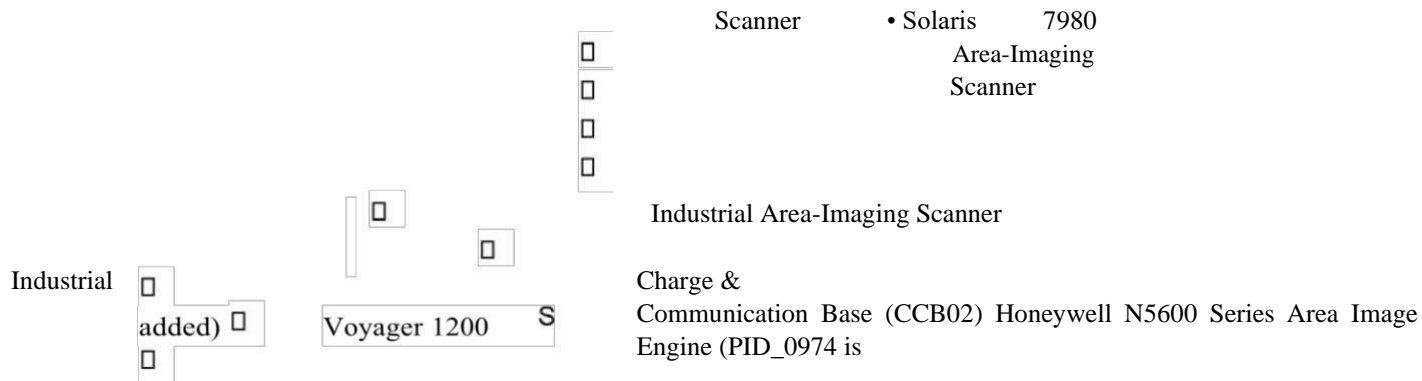 Scanner • Solaris 7980
Area-Imaging
Scanner
Industrial Area-Imaging Scanner
Industrial
added)
Voyager 1200 S
Charge &
Communication Base (CCB02) Honeywell N5600 Series Area Image
Engine (PID_0974 is